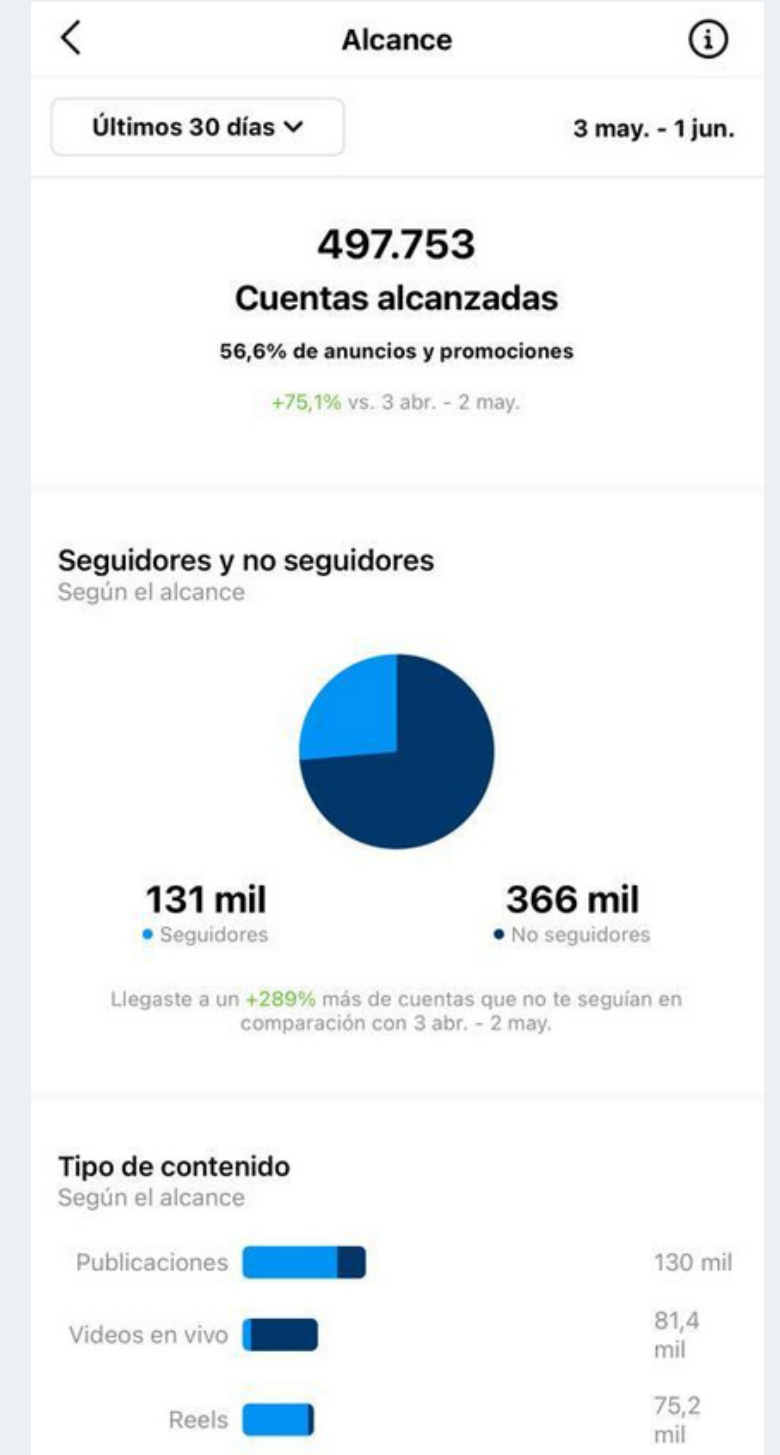 Alcance
Últimos 30 días
3 may. - 1 jun.
497.753
Cuentas alcanzadas
56,6% de anuncios y promociones
+75,1% vs. 3 abr. - 2 may.
Seguidores y no seguidores
Según el alcance
131 mil
Seguidores
366 mil
No seguidores
Llegaste a un +289% más de cuentas que no te seguían en
comparación con 3 abr. - 2 may.
Tipo de contenido
Según el alcance
Publicaciones 130 mil
Videos en vivo 81,4
mil
Reels 75,2
mil